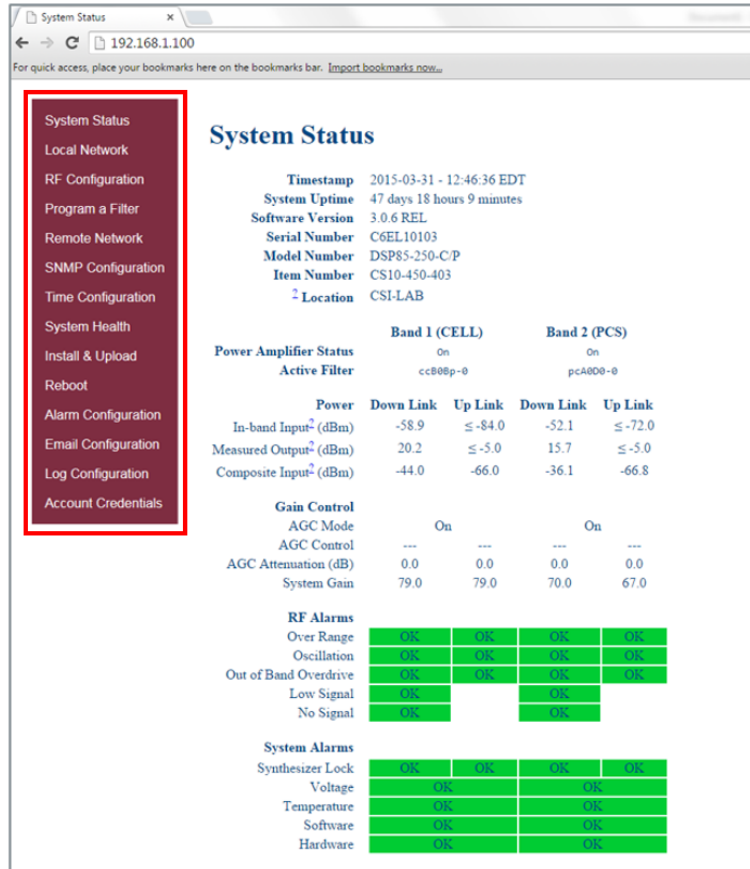 System Status ×
192.168.1.100
For quick access, place your bookmarks here on the bookmarks bar. Import bookmarks now...
System Status
Local Network
RF Configuration
Program a Filter
Remote Network
SNMP Configuration
Time Configuration
System Health
Install & Upload
Reboot
Alarm Configuration
Email Configuration
Log Configuration
Account Credentials
System Status
Timestamp 2015-03-31 - 12:46:36 EDT
System Uptime 47 days 18 hours 9 minutes
Software Version 3.0.6 REL
Serial Number C6EL10103
Model Number DSP85-250-C/P
Item Number CS10-450-403
2 Location CSI-LAB
Band 1 (CELL) Band 2 (PCS)
Power Amplifier Status On On
Active Filter ccB0Bp-0 pcA0D0-0
Power Down Link Up Link Down Link Up Link
In-band Input2 (dBm) -58.9 ≤ -84.0 -52.1 ≤ -72.0
Measured Output2 (dBm) 20.2 ≤ -5.0 15.7 ≤ -5.0
Composite Input2 (dBm) -44.0 -66.0 -36.1 -66.8
Gain Control
AGC Mode On On
AGC Control --- --- --- ---
AGC Attenuation (dB) 0.0 0.0 0.0 0.0
System Gain 79.0 79.0 70.0 67.0
RF Alarms
Over Range OK OK OK OK
Oscillation OK OK OK OK
Out of Band Overdrive OK OK OK OK
Low Signal OK OK
No Signal OK OK
System Alarms
Synthesizer Lock OK OK OK OK
Voltage OK OK
Temperature OK OK
Software OK OK
Hardware OK OK